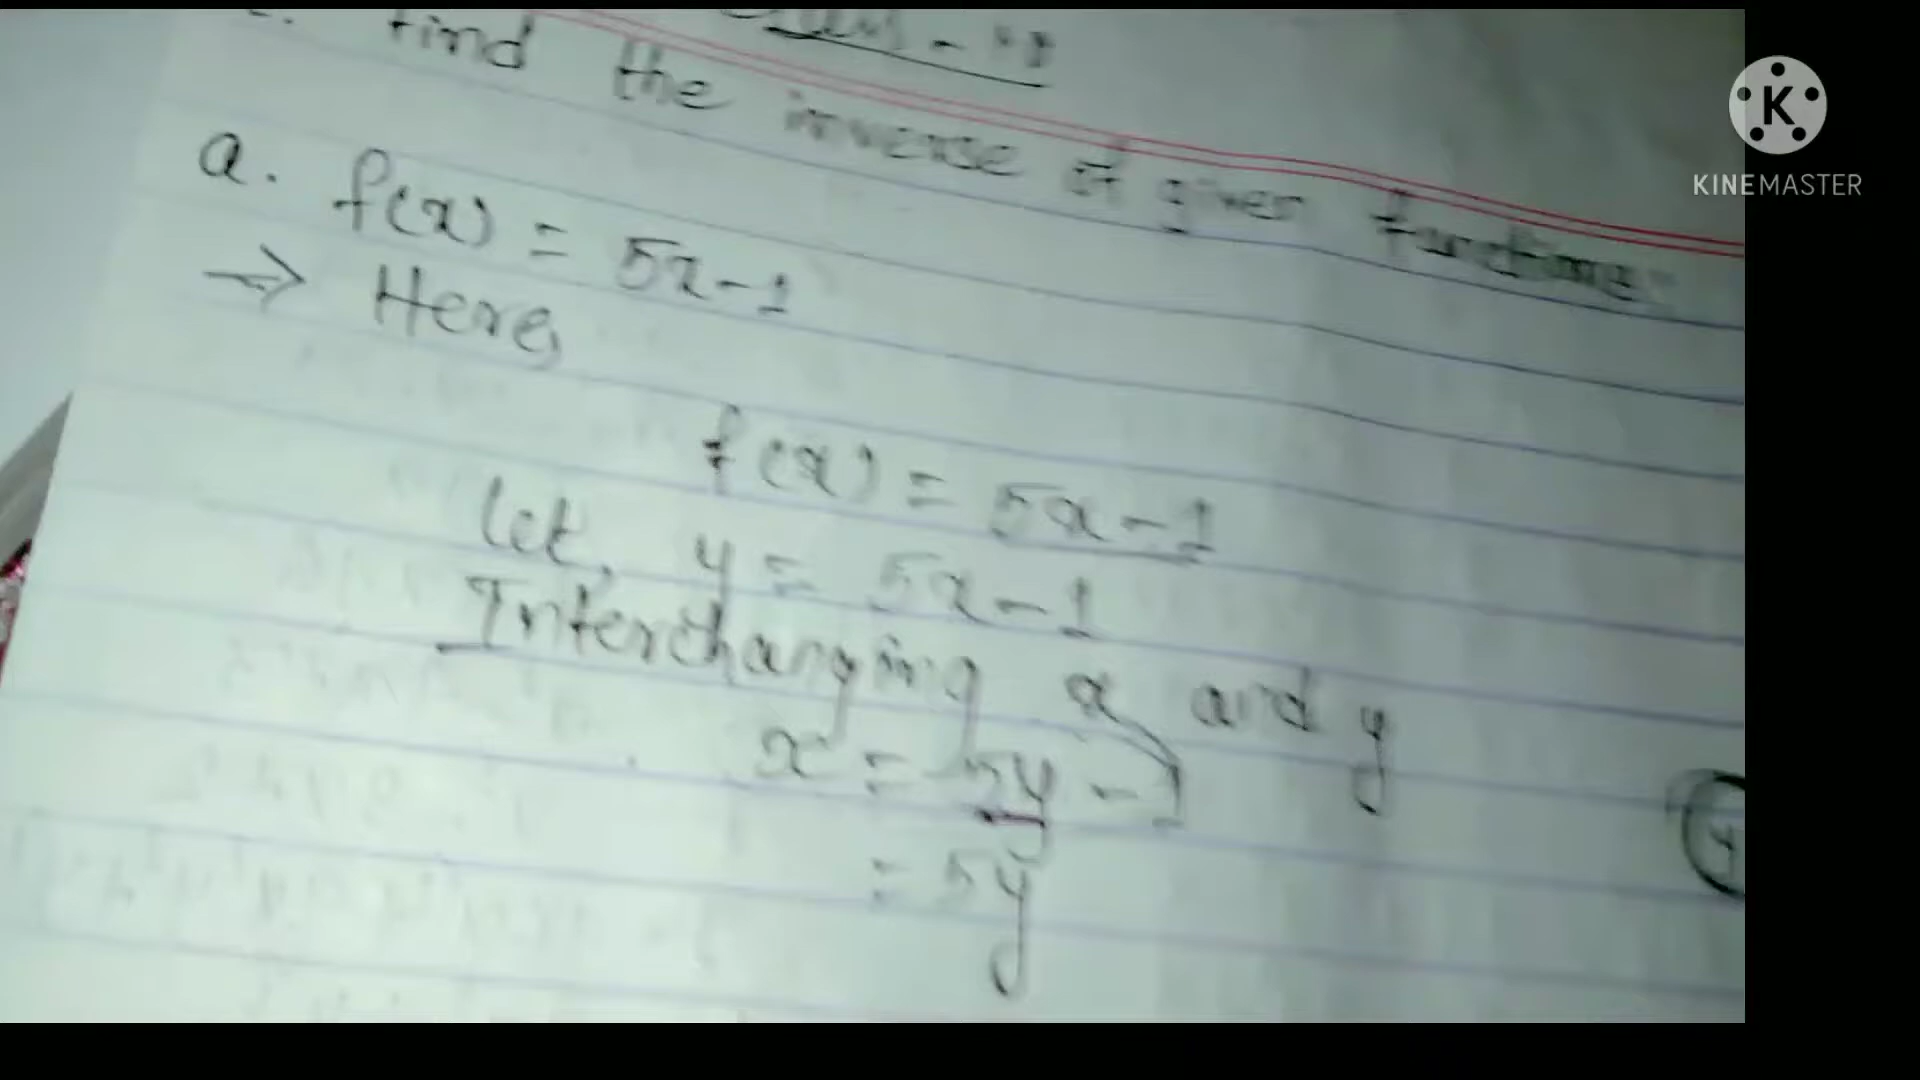 find the inverse of given functions:
a. f(x) = 5x-1
⇒ Here,
f(x) = 5x-1
let, y = 5x-1
Interchanging x and y
x = 5y - 1
= 5y
KINEMASTER